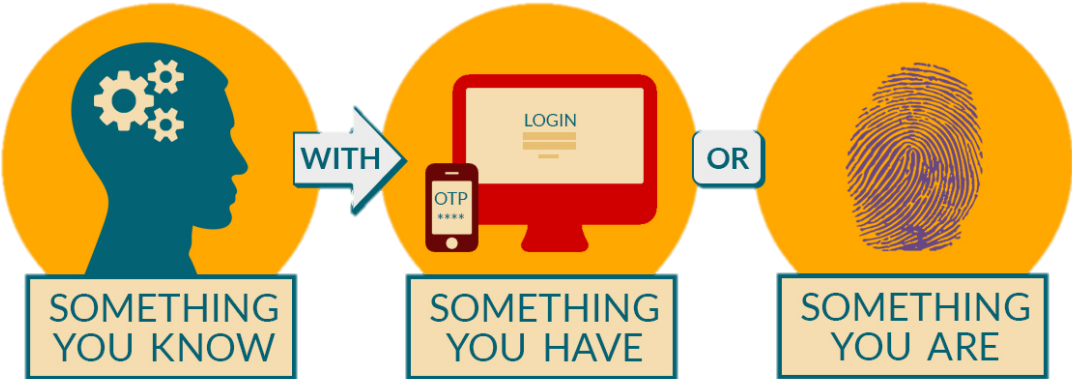 WITH
LOGIN
OTP
****
OR
SOMETHING
YOU KNOW
SOMETHING
YOU HAVE
SOMETHING
YOU ARE